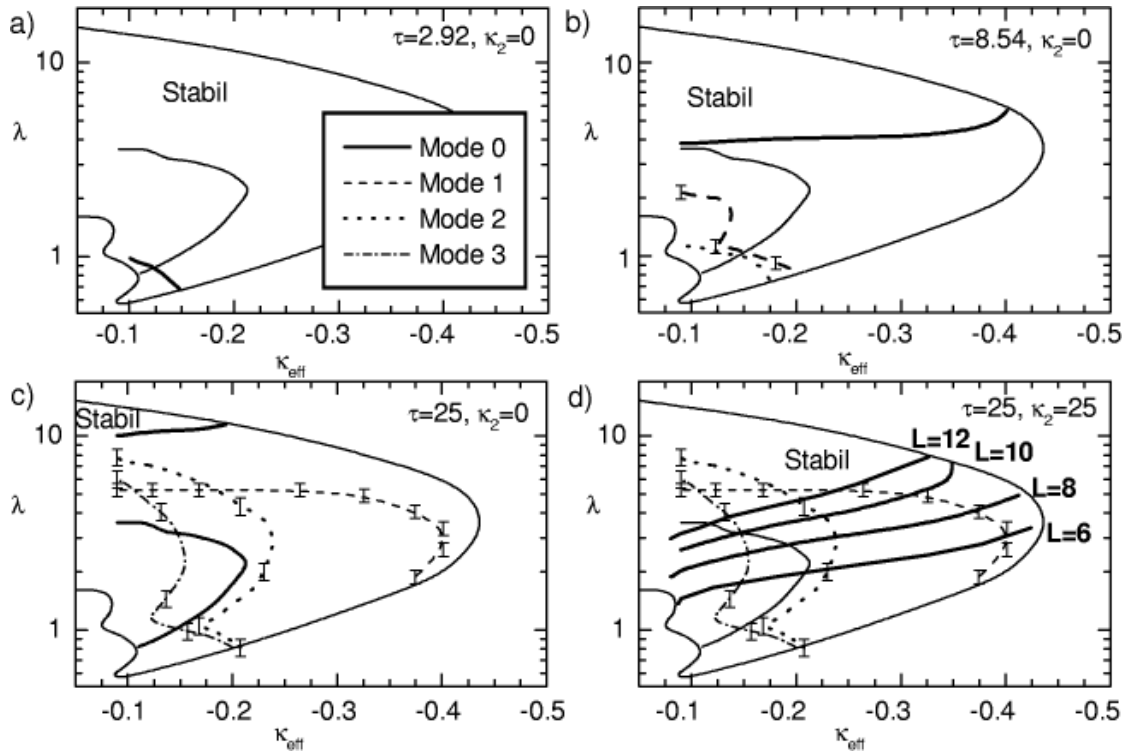 a)
τ=2.92, κ₂=0
Stabil
10
λ
1
Mode 0
Mode 1
Mode 2
Mode 3
-0.1 -0.2 -0.3 -0.4 -0.5
κeff
b)
τ=8.54, κ₂=0
Stabil
10
λ
1
-0.1 -0.2 -0.3 -0.4 -0.5
κeff
c)
τ=25, κ₂=0
Stabil
10
λ
1
-0.1 -0.2 -0.3 -0.4 -0.5
κeff
d)
τ=25, κ₂=25
L=12
L=10
Stabil
10
L=8
λ
L=6
1
-0.1 -0.2 -0.3 -0.4 -0.5
κeff